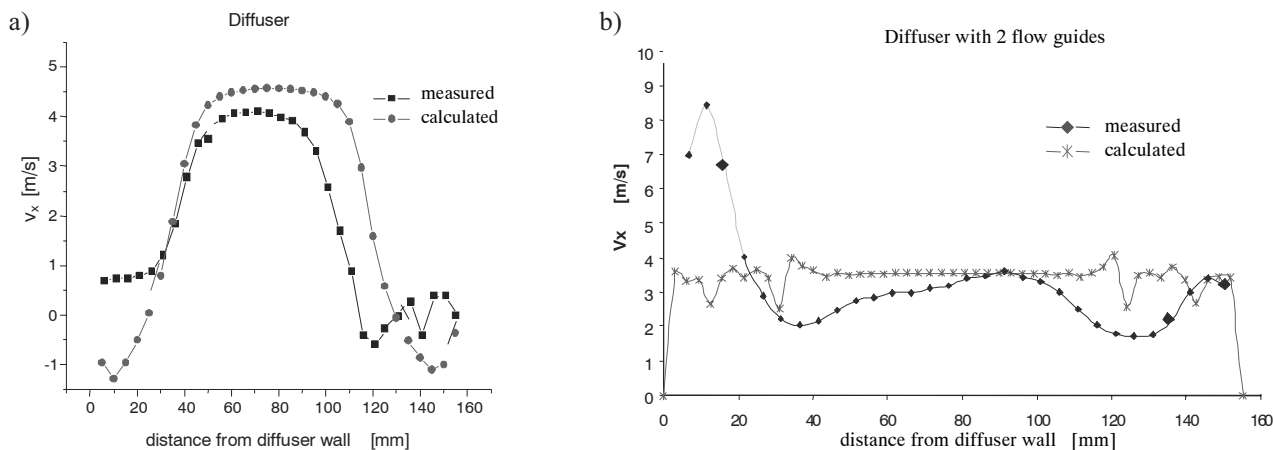 a)
Diffuser
5
4
3
2
1
0
-1
v_x [m/s]
measured
calculated
0 20 40 60 80 100 120 140 160
distance from diffuser wall [mm]
b)
Diffuser with 2 flow guides
10
9
8
7
6
5
4
3
2
1
0
Vx [m/s]
measured
calculated
0 20 40 60 80 100 120 140 160
distance from diffuser wall [mm]